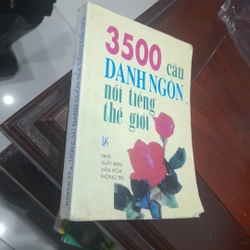 3500 câu
DANH NGÔN
nổi tiếng
thế giới
NHÀ
XUẤT BẢN
VĂN HÓA
THÔNG TIN